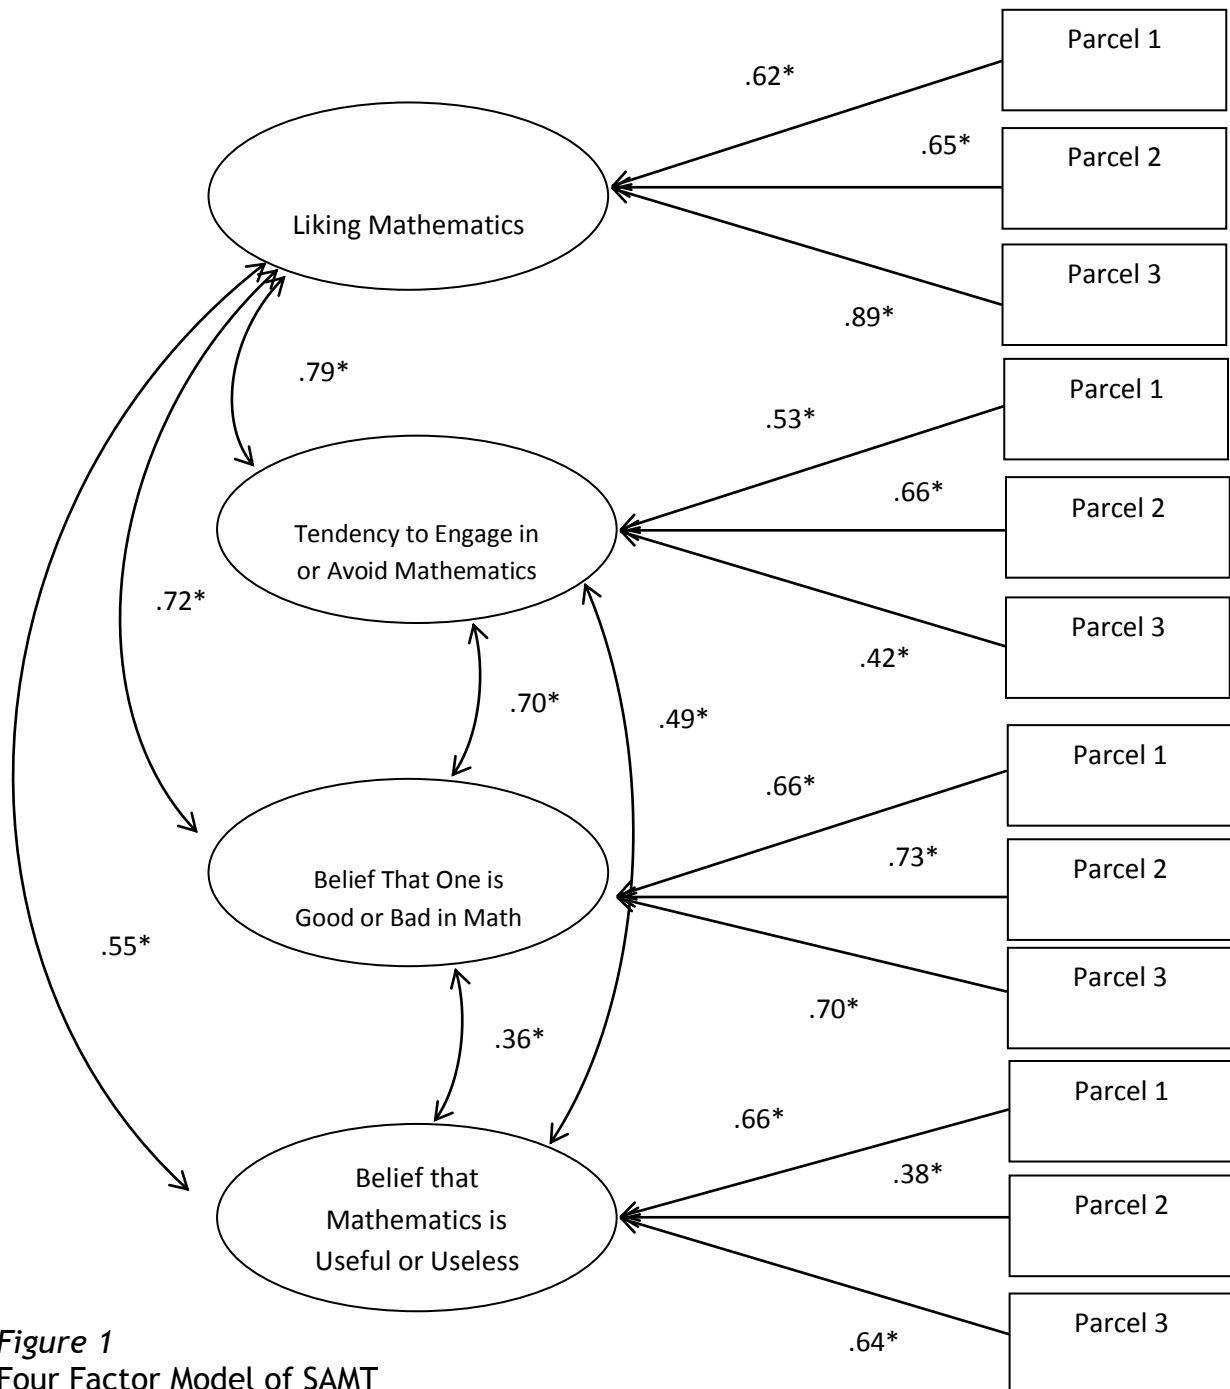 Parcel 1
.62*
.65*
Parcel 2
Liking Mathematics
Parcel 3
.89*
.79*
Parcel 1
.53*
.66*
Parcel 2
Tendency to Engage in
or Avoid Mathematics
.72*
Parcel 3
.42*
.70*
.49*
Parcel 1
.66*
.73*
Parcel 2
Belief That One is
Good or Bad in Math
.55*
Parcel 3
.70*
.36*
Parcel 1
.66*
.38*
Belief that
Mathematics is
Useful or Useless
Parcel 2
Parcel 3
.64*
Figure 1
Four Factor Model of SAMT